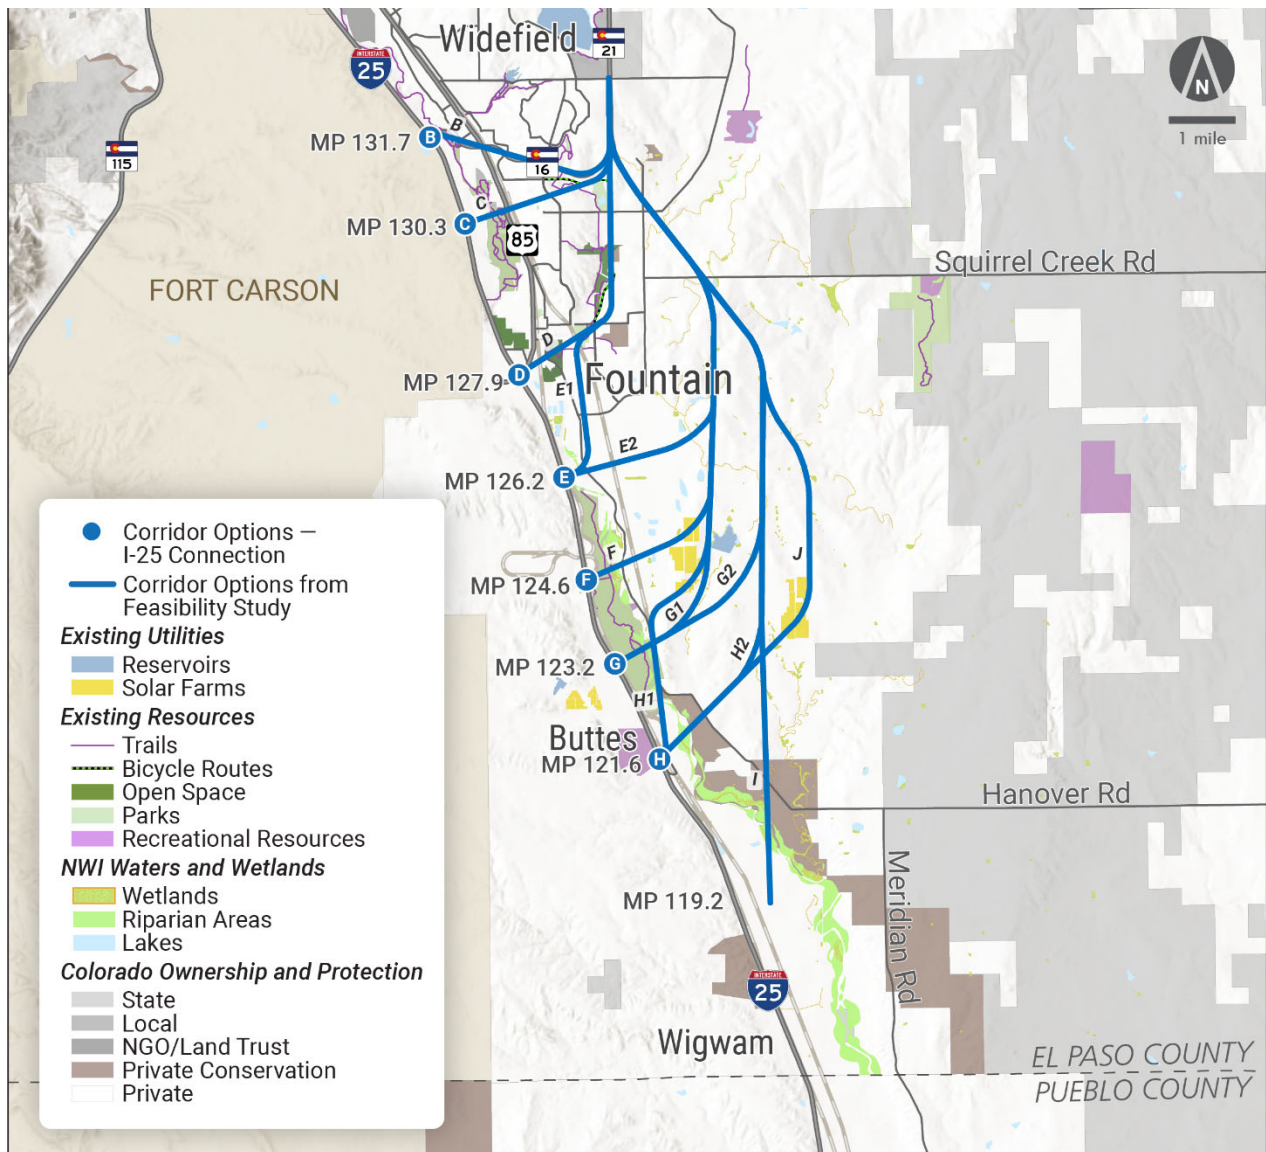 Widefield
21
INTERSTATE
25
N
1 mile
B
MP 131.7
B
16
115
C
MP 130.3
C
85
Squirrel Creek Rd
FORT CARSON
D
MP 127.9
D
Fountain
E1
E2
MP 126.2
E
Corridor Options –
I-25 Connection
Corridor Options from
Feasibility Study
Existing Utilities
Reservoirs
Solar Farms
Existing Resources
Trails
Bicycle Routes
Open Space
Parks
Recreational Resources
NWI Waters and Wetlands
Wetlands
Riparian Areas
Lakes
Colorado Ownership and Protection
State
Local
NGO/Land Trust
Private Conservation
Private
F
J
MP 124.6
F
G2
G1
MP 123.2
G
H2
H1
Buttes
MP 121.6
H
I
Hanover Rd
Meridian Rd
MP 119.2
INTERSTATE
25
Wigwam
EL PASO COUNTY
PUEBLO COUNTY